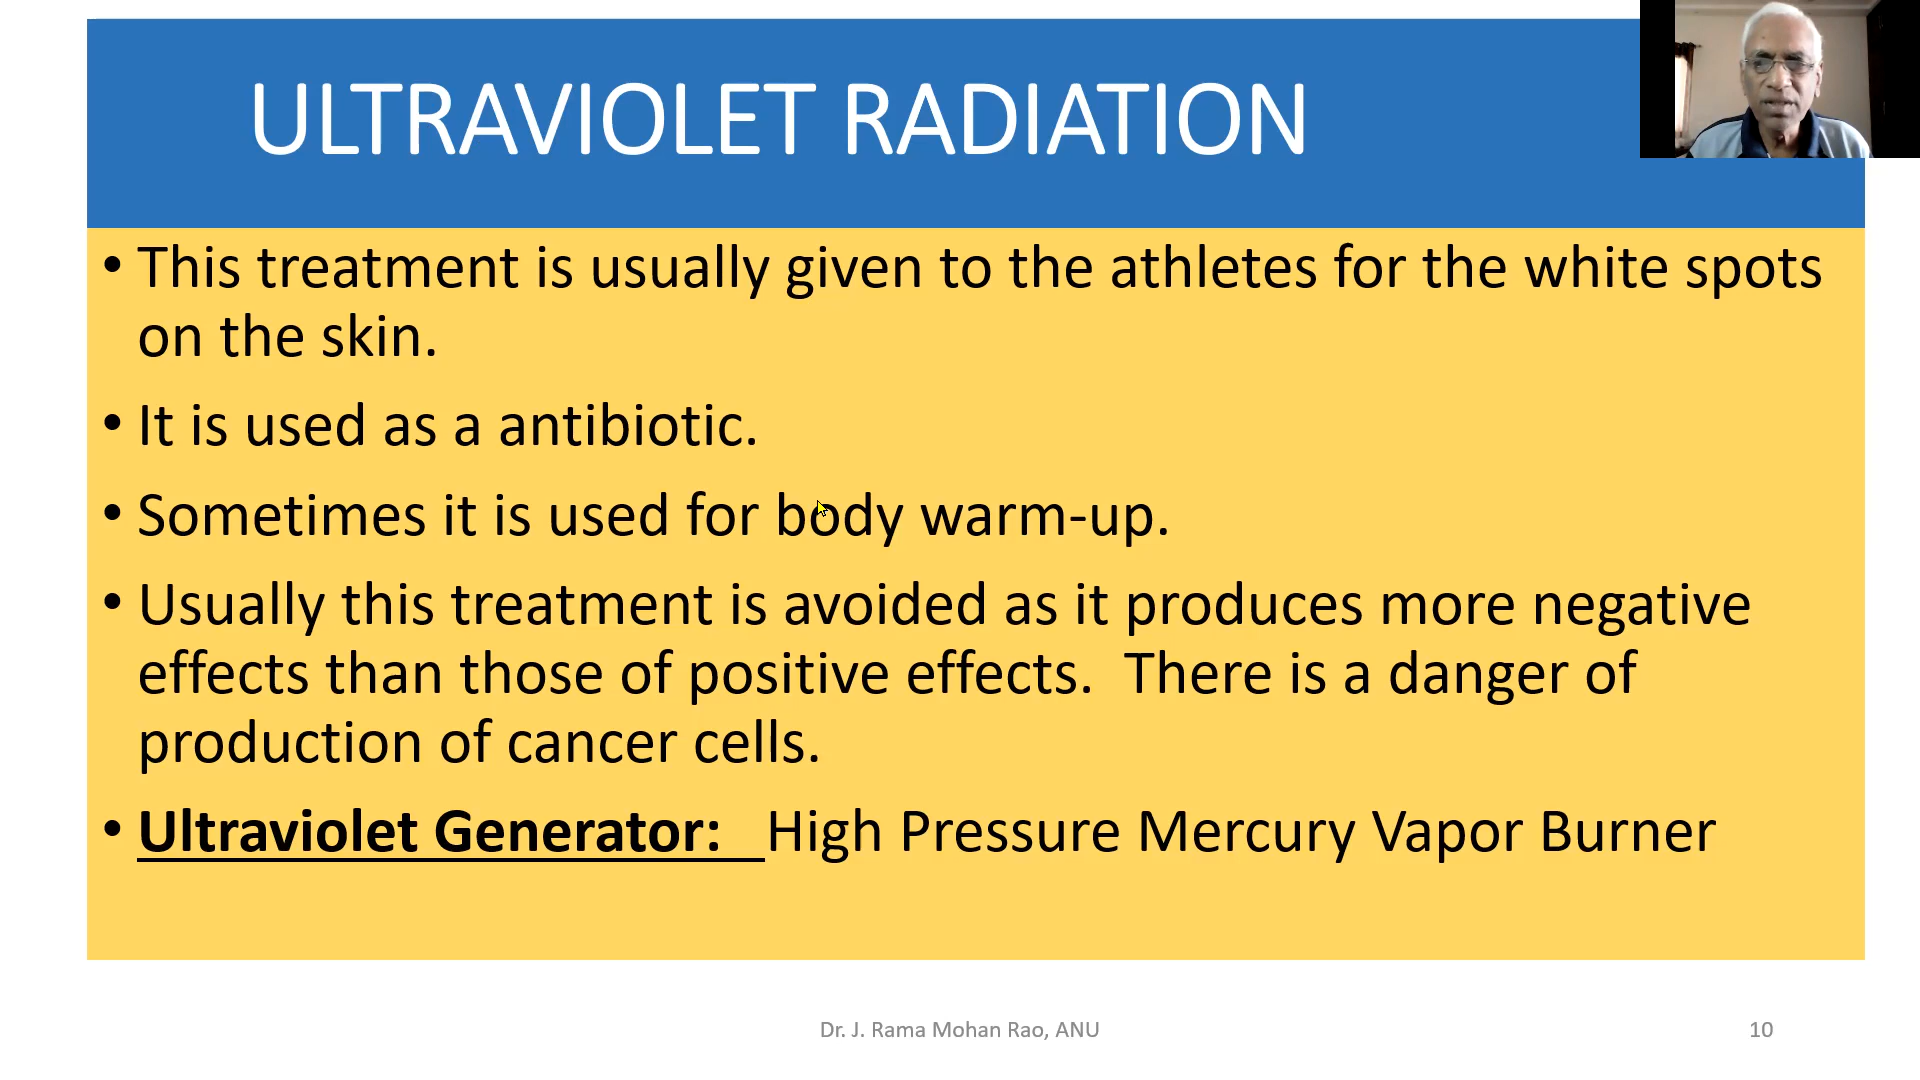 ULTRAVIOLET RADIATION
• This treatment is usually given to the athletes for the white spots
on the skin.
• It is used as a antibiotic.
• Sometimes it is used for body warm-up.
• Usually this treatment is avoided as it produces more negative
effects than those of positive effects.  There is a danger of
production of cancer cells.
• Ultraviolet Generator:   High Pressure Mercury Vapor Burner
Dr. J. Rama Mohan Rao, ANU
10